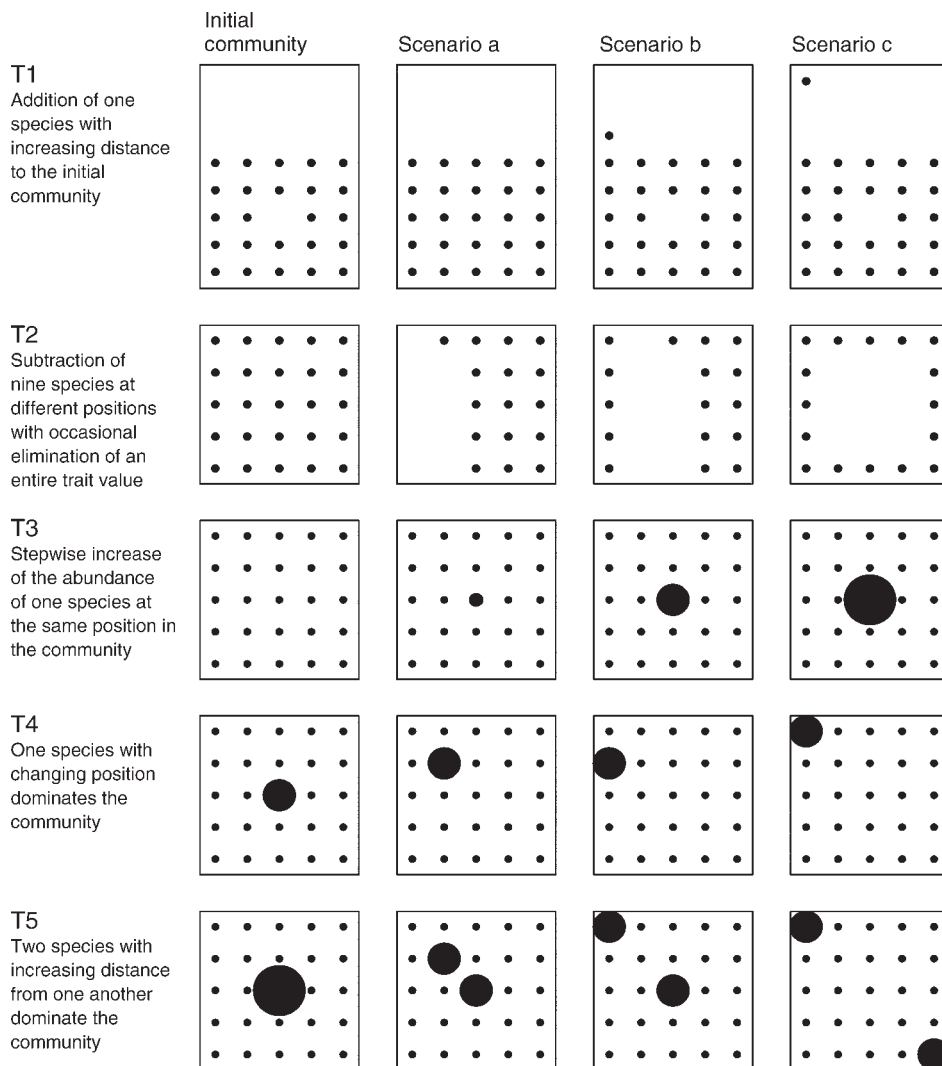 Initial
community
Scenario a
Scenario b
Scenario c
T1
Addition of one
species with
increasing distance
to the initial
community
T2
Subtraction of
nine species at
different positions
with occasional
elimination of an
entire trait value
T3
Stepwise increase
of the abundance
of one species at
the same position in
the community
T4
One species with
changing position
dominates the
community
T5
Two species with
increasing distance
from one another
dominate the
community